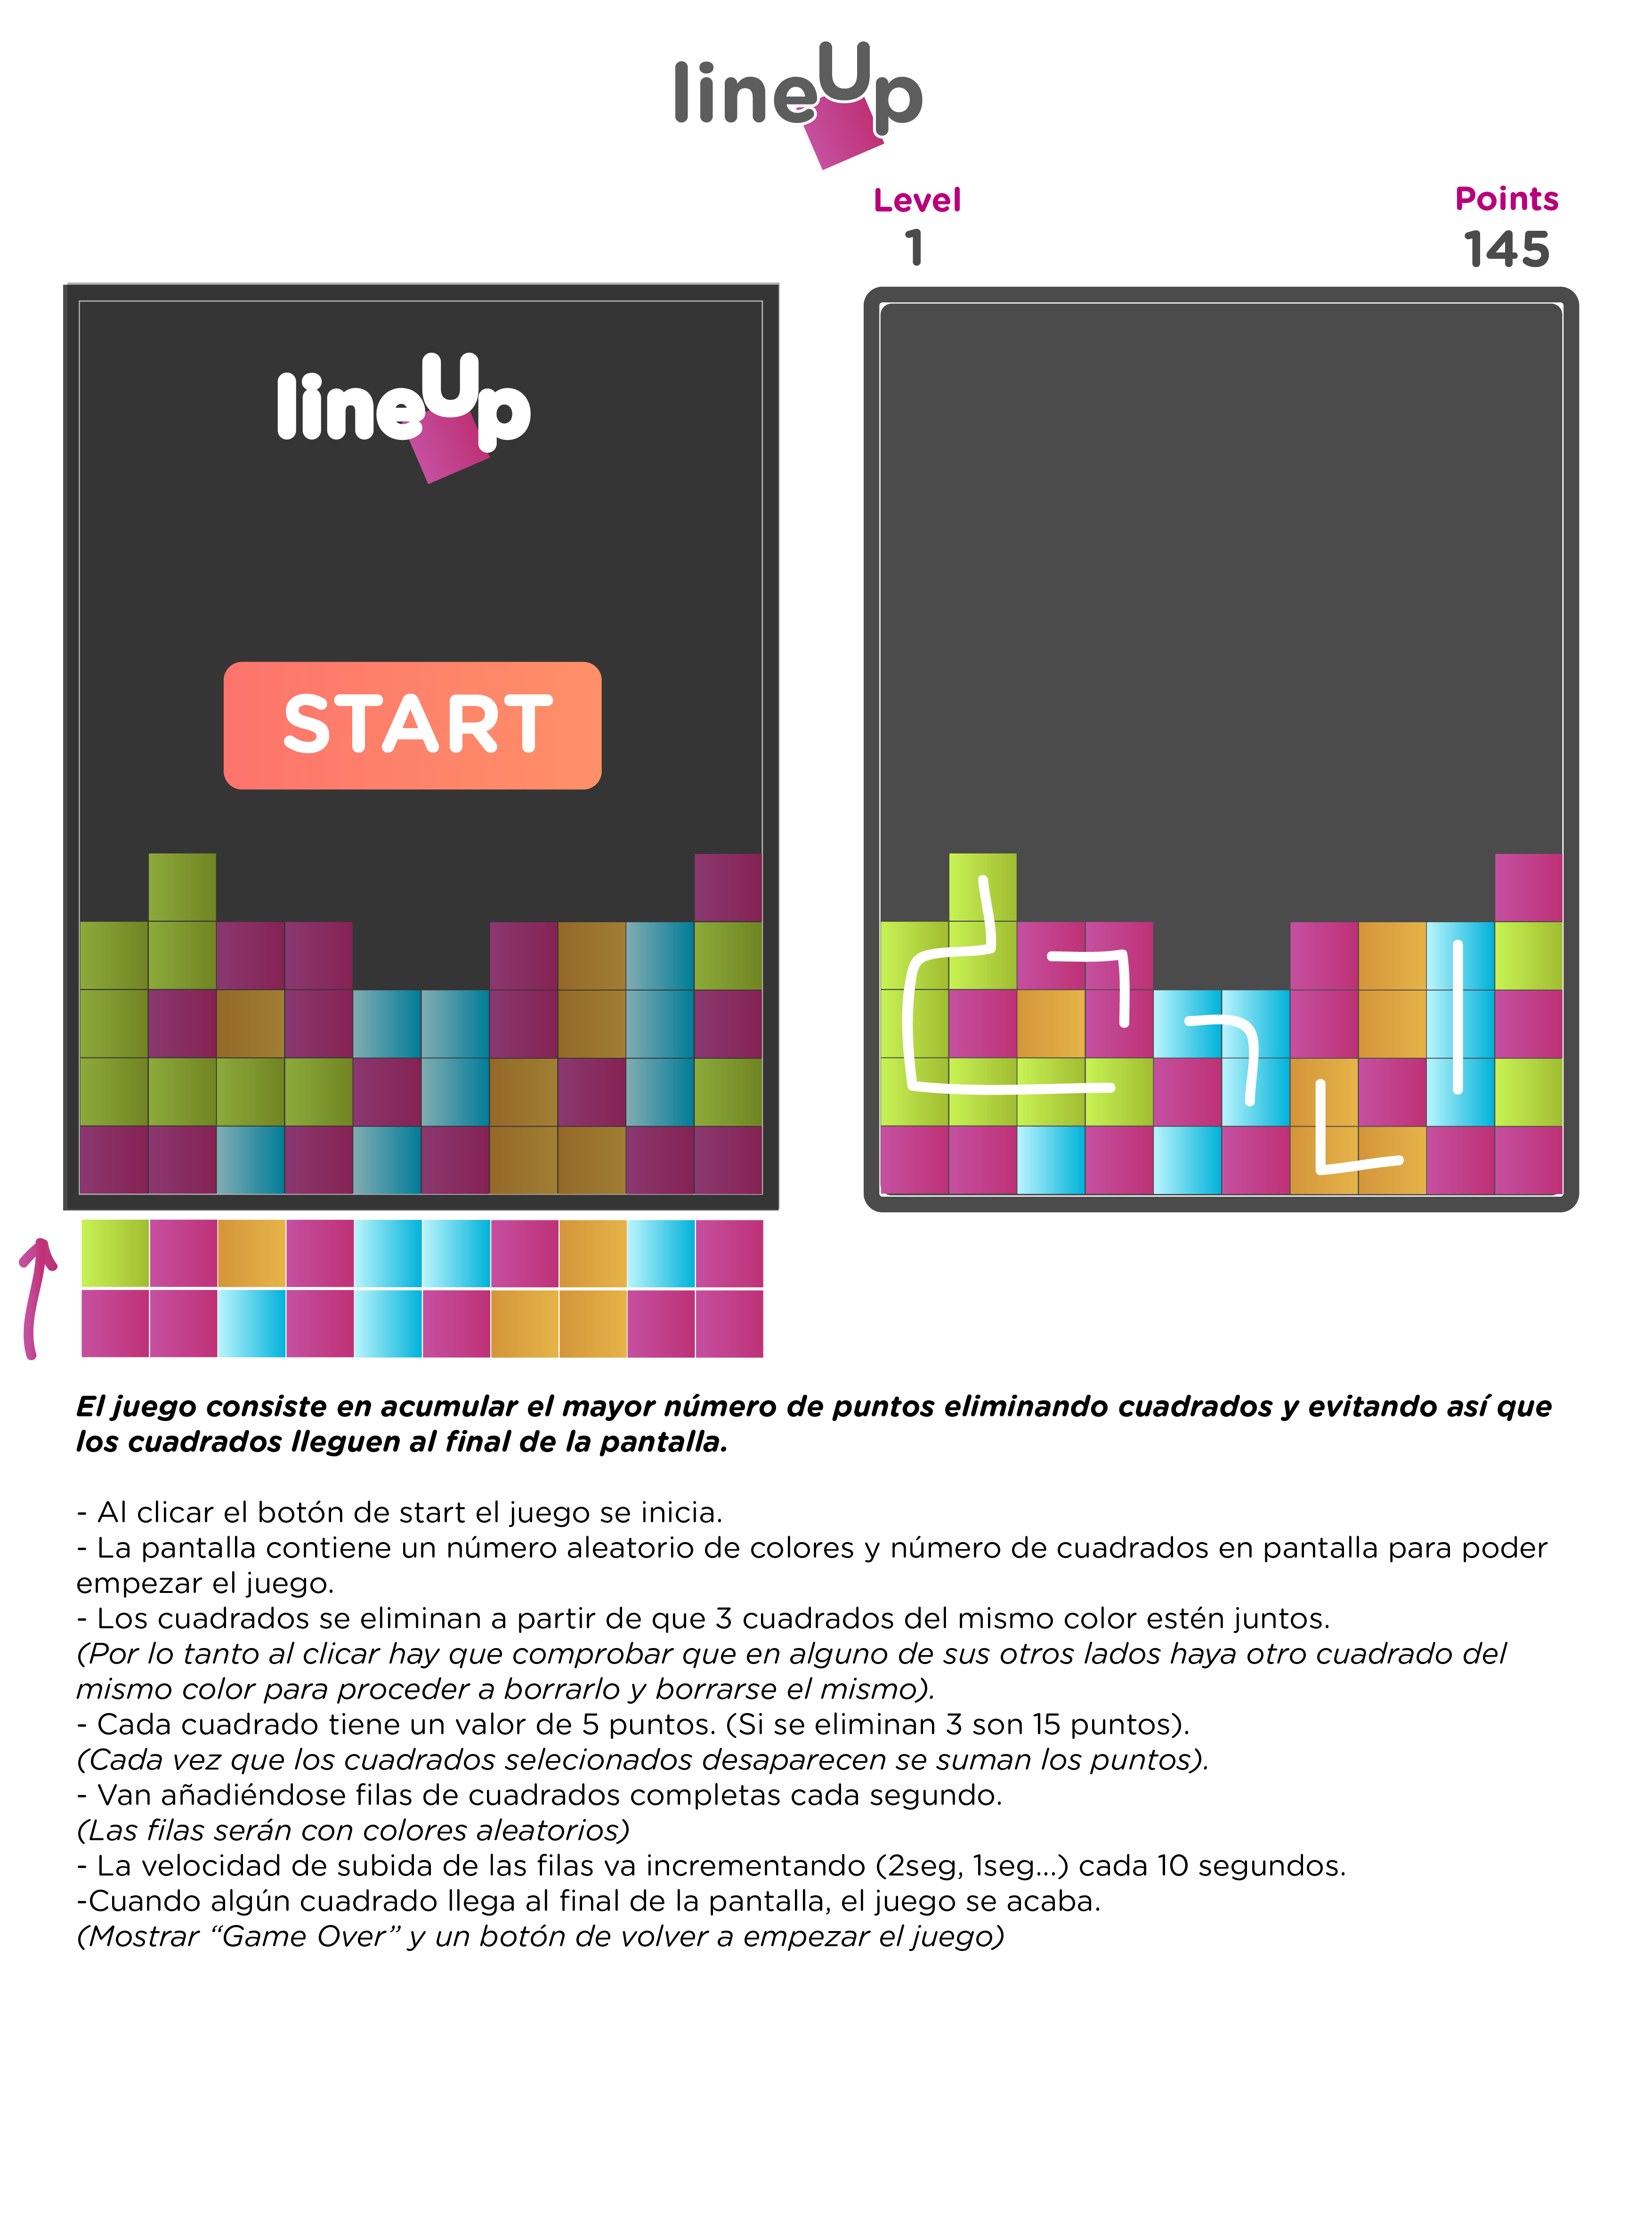 lineUp
Level
Points
1
145
lineUp
START
El juego consiste en acumular el mayor número de puntos eliminando cuadrados y evitando así que
los cuadrados lleguen al final de la pantalla.
- Al clicar el botón de start el juego se inicia.
- La pantalla contiene un número aleatorio de colores y número de cuadrados en pantalla para poder
empezar el juego.
- Los cuadrados se eliminan a partir de que 3 cuadrados del mismo color estén juntos.
(Por lo tanto al clicar hay que comprobar que en alguno de sus otros lados haya otro cuadrado del
mismo color para proceder a borrarlo y borrarse el mismo).
- Cada cuadrado tiene un valor de 5 puntos. (Si se eliminan 3 son 15 puntos).
(Cada vez que los cuadrados selecionados desaparecen se suman los puntos).
- Van añadiéndose filas de cuadrados completas cada segundo.
(Las filas serán con colores aleatorios)
- La velocidad de subida de las filas va incrementando (2seg, 1seg...) cada 10 segundos.
-Cuando algún cuadrado llega al final de la pantalla, el juego se acaba.
(Mostrar “Game Over” y un botón de volver a empezar el juego)